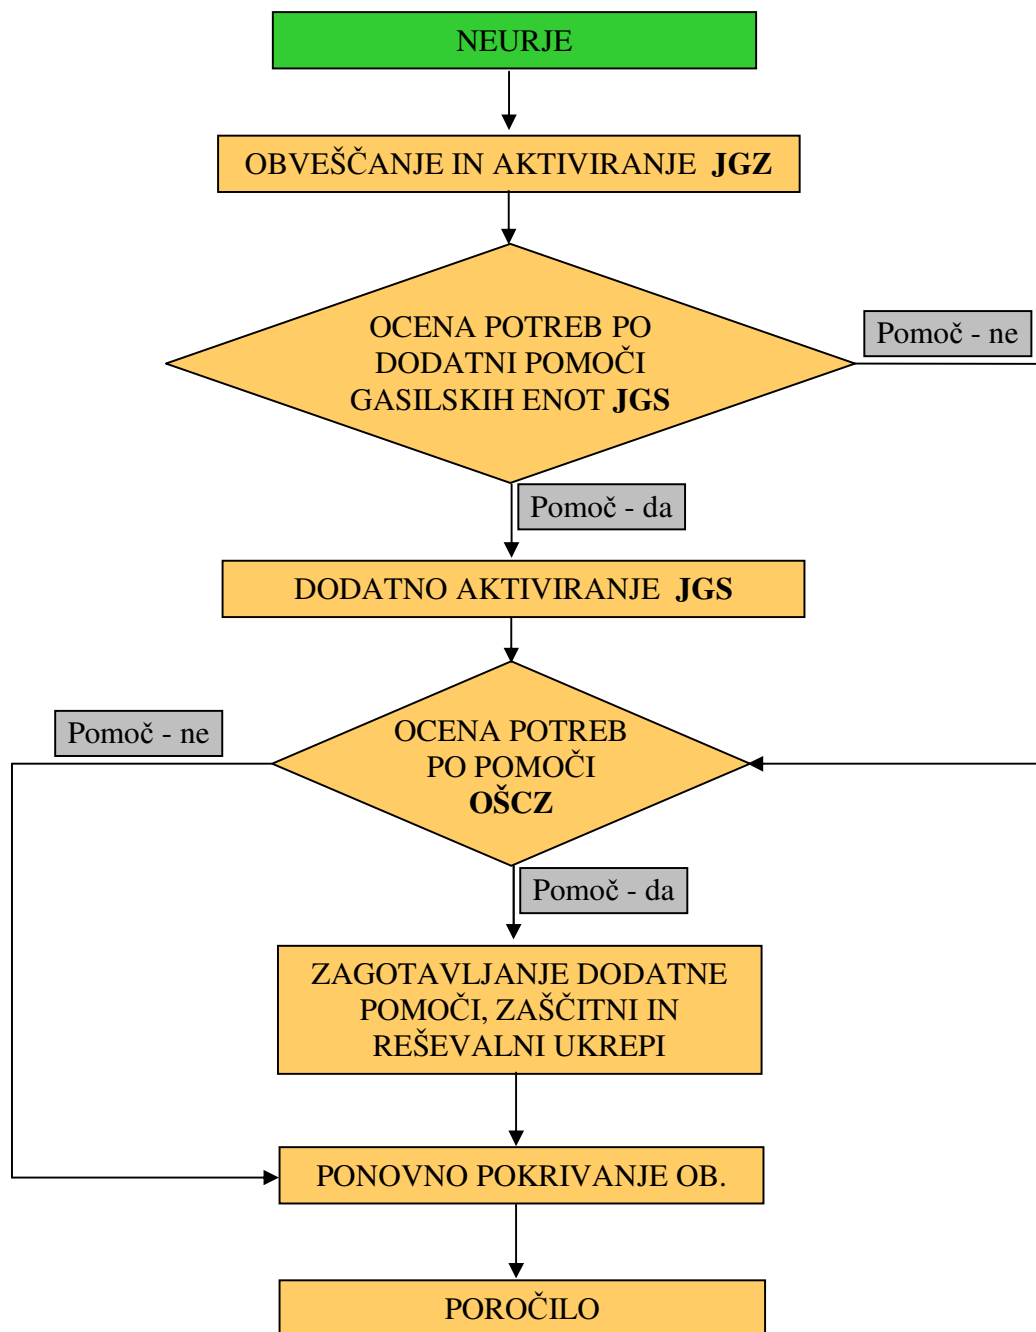 NEURJE
OBVEŠČANJE IN AKTIVIRANJE JGZ
OCENA POTREB PO
DODATNI POMOČI
GASILSKIH ENOT JGS
Pomoč - ne
Pomoč - da
DODATNO AKTIVIRANJE JGS
Pomoč - ne
OCENA POTREB
PO POMOČI
OŠCZ
Pomoč - da
ZAGOTAVLJANJE DODATNE
POMOČI, ZAŠČITNI IN
REŠEVALNI UKREPI
PONOVNO POKRIVANJE OB.
POROČILO